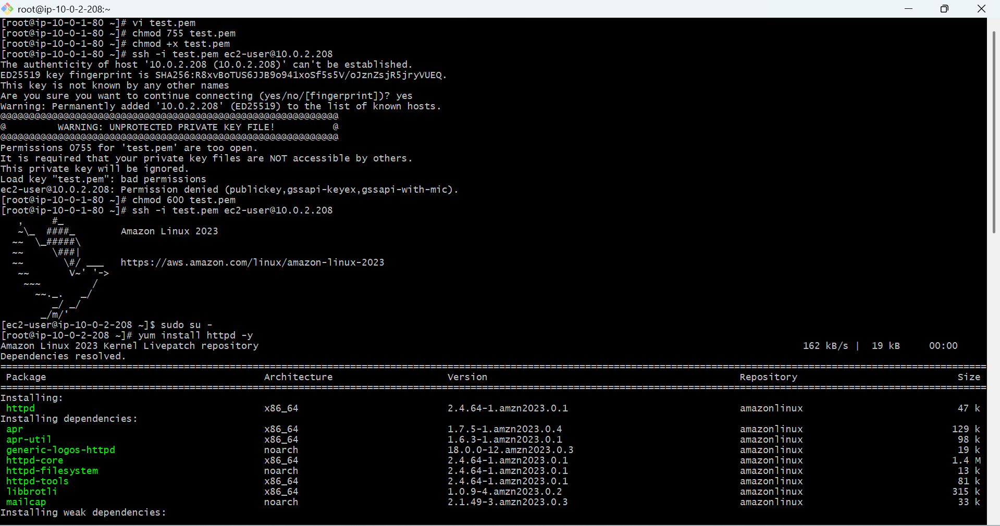 root@ip-10-0-2-208:~
[root@ip-10-0-1-80 ~]# vi test.pem
[root@ip-10-0-1-80 ~]# chmod 755 test.pem
[root@ip-10-0-1-80 ~]# chmod +x test.pem
[root@ip-10-0-1-80 ~]# ssh -i test.pem ec2-user@10.0.2.208
The authenticity of host '10.0.2.208 (10.0.2.208)' can't be established.
ED25519 key fingerprint is SHA256:R8xvBoTUS6JJB9o941xoSf5s5V/oJznZsjR5jryVUEQ.
This key is not known by any other names
Are you sure you want to continue connecting (yes/no/[fingerprint])? yes
Warning: Permanently added '10.0.2.208' (ED25519) to the list of known hosts.
@@@@@@@@@@@@@@@@@@@@@@@@@@@@@@@@@@@@@@@@@@@@@@@@@@@@@@@@@@@
@         WARNING: UNPROTECTED PRIVATE KEY FILE!          @
@@@@@@@@@@@@@@@@@@@@@@@@@@@@@@@@@@@@@@@@@@@@@@@@@@@@@@@@@@@
Permissions 0755 for 'test.pem' are too open.
It is required that your private key files are NOT accessible by others.
This private key will be ignored.
Load key "test.pem": bad permissions
ec2-user@10.0.2.208: Permission denied (publickey,gssapi-keyex,gssapi-with-mic).
[root@ip-10-0-1-80 ~]# chmod 600 test.pem
[root@ip-10-0-1-80 ~]# ssh -i test.pem ec2-user@10.0.2.208
   ,     #_
   ~\_  ####_        Amazon Linux 2023
  ~~  \_#####\
  ~~     \###|
  ~~       \#/ ___   https://aws.amazon.com/linux/amazon-linux-2023
   ~~       V~' '->
    ~~~         /
      ~~._.   _/
         _/ _/
       _/m/'
[ec2-user@ip-10-0-2-208 ~]$ sudo su -
[root@ip-10-0-2-208 ~]# yum install httpd -y
Amazon Linux 2023 Kernel Livepatch repository 162 kB/s | 19 kB 00:00
Dependencies resolved.
Package Architecture Version Repository Size
Installing:
httpd x86_64 2.4.64-1.amzn2023.0.1 amazonlinux 47 k
Installing dependencies:
apr x86_64 1.7.5-1.amzn2023.0.4 amazonlinux 129 k
apr-util x86_64 1.6.3-1.amzn2023.0.1 amazonlinux 98 k
generic-logos-httpd noarch 18.0.0-12.amzn2023.0.3 amazonlinux 19 k
httpd-core x86_64 2.4.64-1.amzn2023.0.1 amazonlinux 1.4 M
httpd-filesystem noarch 2.4.64-1.amzn2023.0.1 amazonlinux 13 k
httpd-tools x86_64 2.4.64-1.amzn2023.0.1 amazonlinux 81 k
libbrotli x86_64 1.0.9-4.amzn2023.0.2 amazonlinux 315 k
mailcap noarch 2.1.49-3.amzn2023.0.3 amazonlinux 33 k
Installing weak dependencies: